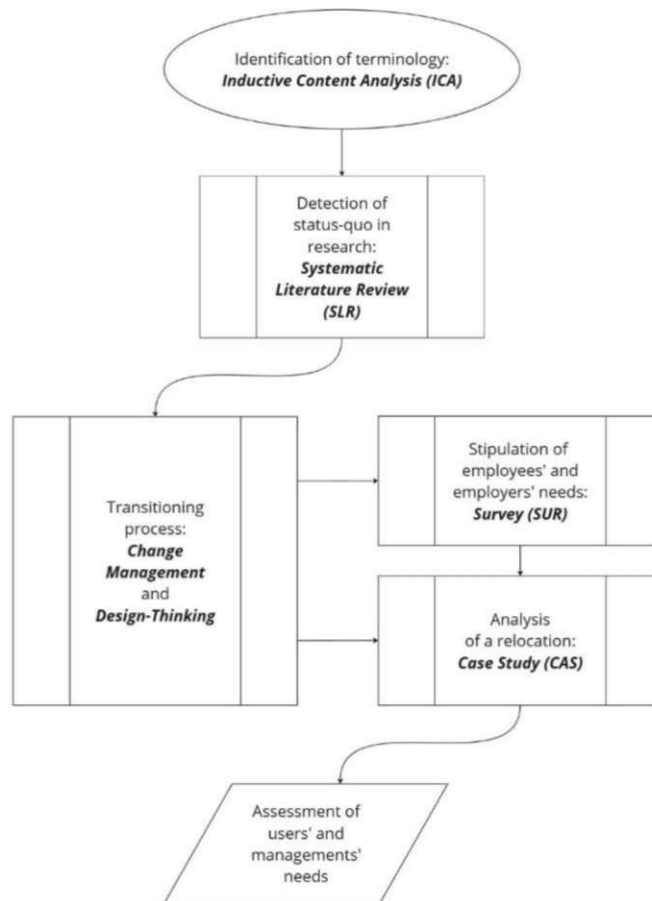 Identification of terminology:
Inductive Content Analysis (ICA)
Detection of
status-quo in
research:
Systematic
Literature Review
(SLR)
Transitioning
process:
Change
Management
and
Design-Thinking
Stipulation of
employees' and
employers' needs:
Survey (SUR)
Analysis
of a relocation:
Case Study (CAS)
Assessment of
users' and
managements'
needs